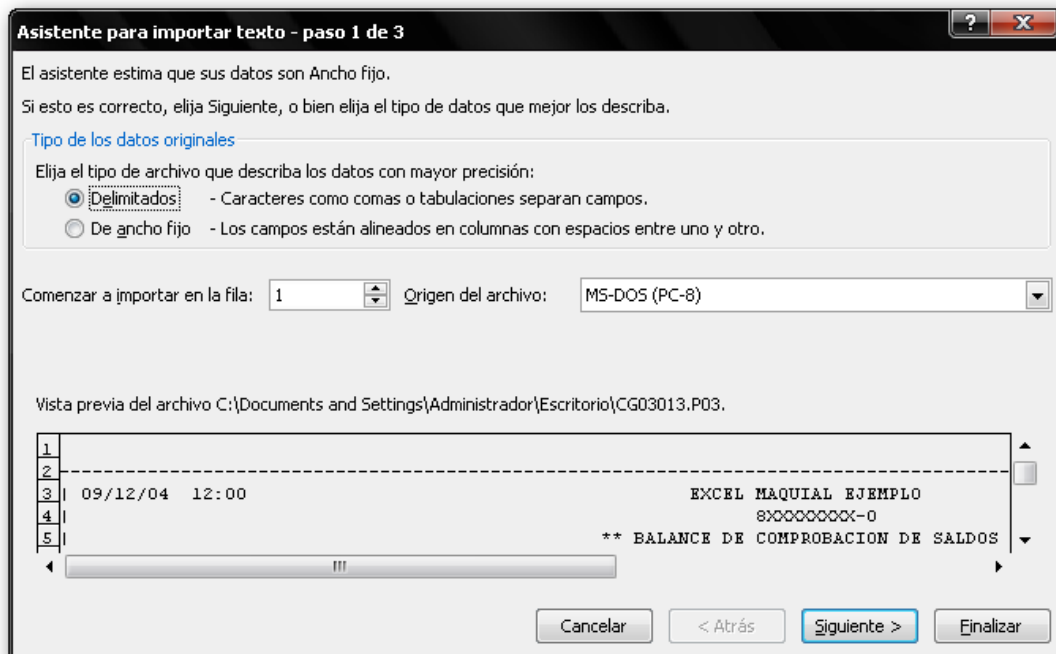 Asistente para importar texto - paso 1 de 3
El asistente estima que sus datos son Ancho fijo.
Si esto es correcto, elija Siguiente, o bien elija el tipo de datos que mejor los describa.
Tipo de los datos originales
Elija el tipo de archivo que describa los datos con mayor precisión:
Delimitados - Caracteres como comas o tabulaciones separan campos.
De ancho fijo - Los campos están alineados en columnas con espacios entre uno y otro.
Comenzar a importar en la fila: 1 Origen del archivo: MS-DOS (PC-8)
Vista previa del archivo C:\Documents and Settings\Administrador\Escritorio\CG03013.P03.
1
2 --------------------------------------------------------------------------------
3 | 09/12/04 12:00 EXCEL MAQUIAL EJEMPLO
4 | 8XXXXXXXX-0
5 | ** BALANCE DE COMPROBACION DE SALDOS
Cancelar < Atrás Siguiente > Finalizar